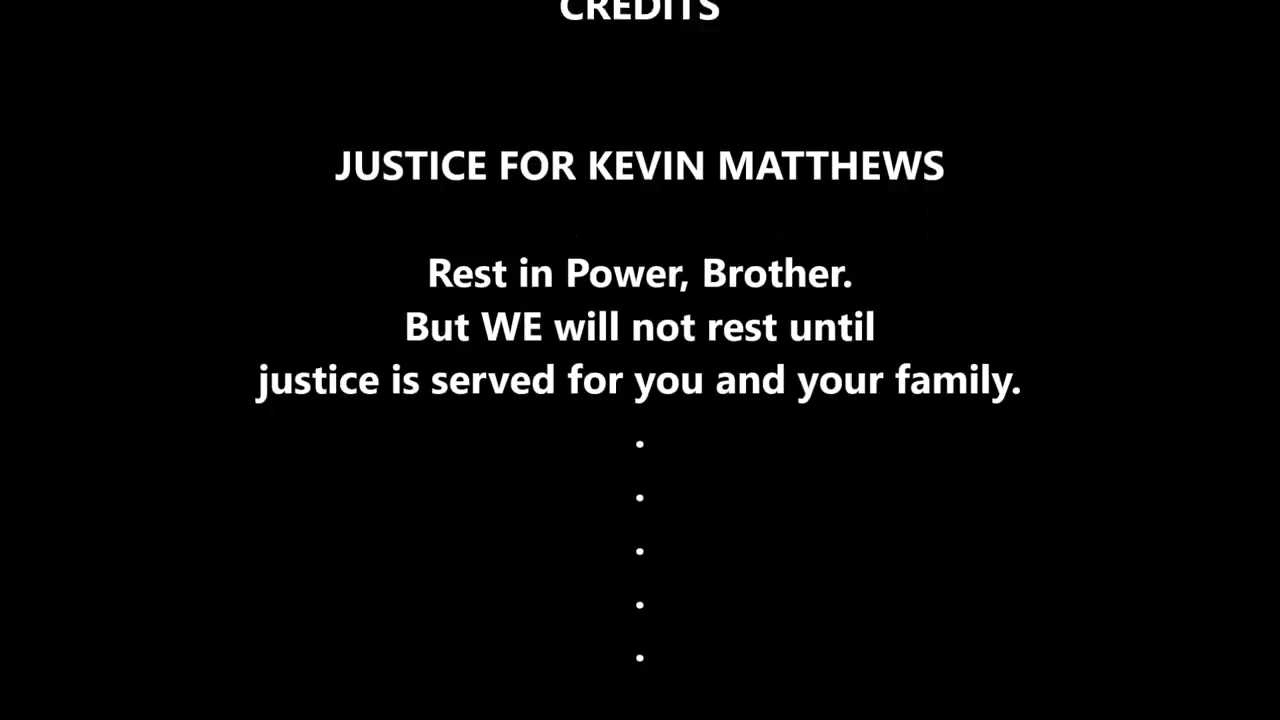 CREDITS
JUSTICE FOR KEVIN MATTHEWS
Rest in Power, Brother.
But WE will not rest until
justice is served for you and your family.
.
.
.
.
.